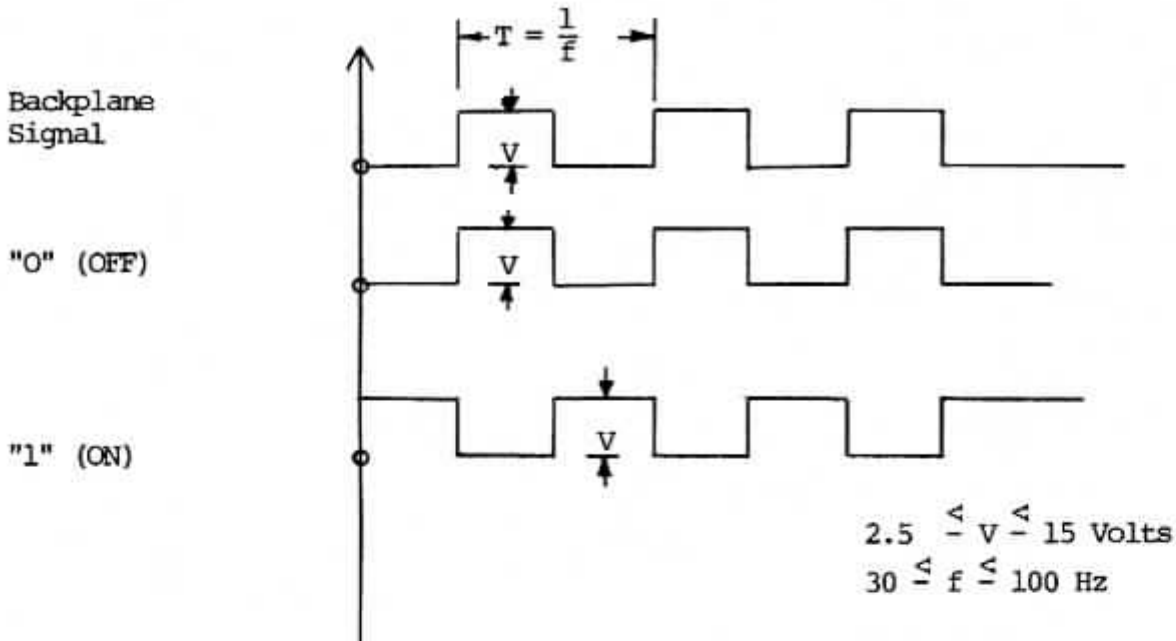 T = 1/f
Backplane
Signal
V
"0" (OFF)
V
"1" (ON)
V
2.5 ≤ V ≤ 15 Volts
30 ≤ f ≤ 100 Hz